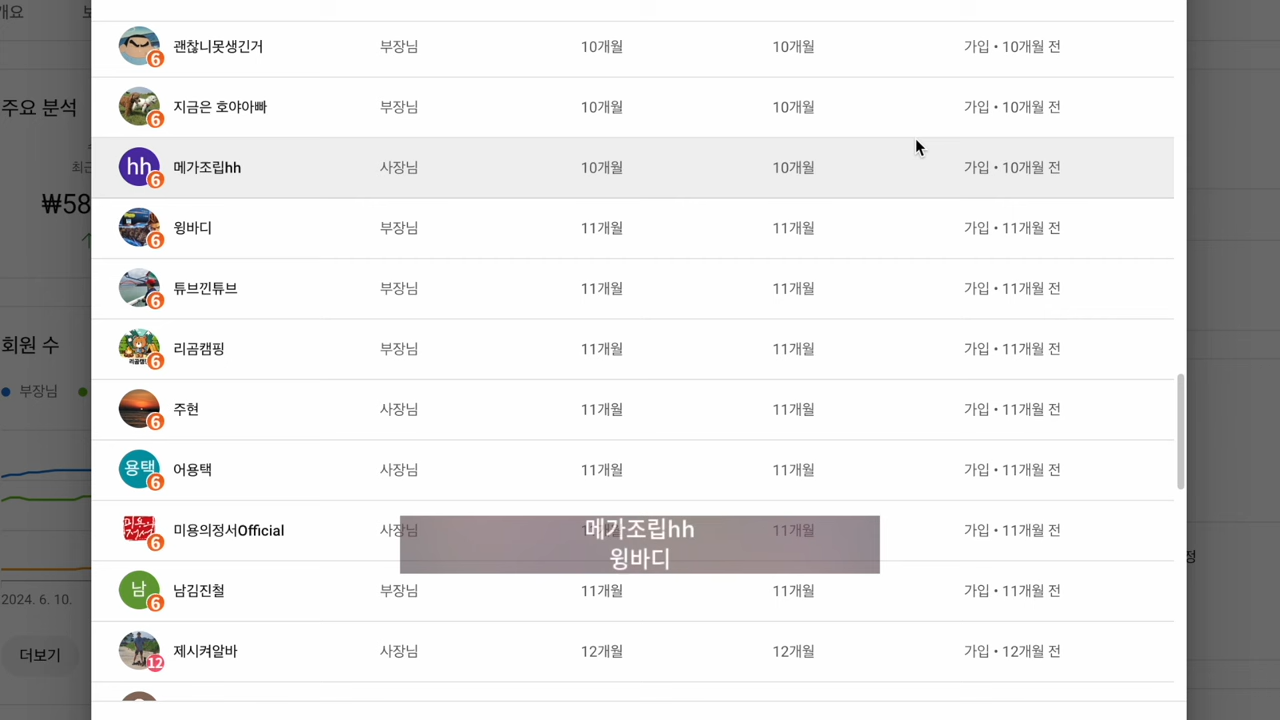 개요
주요 분석
최근
₩58
회원 수
부장님
2024. 6. 10.
더보기
괜찮니못생긴거 부장님 10개월 10개월 가입 • 10개월 전
6
지금은 호야아빠 부장님 10개월 10개월 가입 • 10개월 전
6
hh 메가조립hh 사장님 10개월 10개월 가입 • 10개월 전
6
윙바디 부장님 11개월 11개월 가입 • 11개월 전
6
튜브낀튜브 부장님 11개월 11개월 가입 • 11개월 전
6
리곰캠핑 부장님 11개월 11개월 가입 • 11개월 전
6
주현 사장님 11개월 11개월 가입 • 11개월 전
6
용택 어용택 사장님 11개월 11개월 가입 • 11개월 전
6
미용의정서Official 사장님 11개월 가입 • 11개월 전
6
메가조립hh
윙바디
남 남김진철 부장님 11개월 11개월 가입 • 11개월 전
6
제시켜알바 사장님 12개월 12개월 가입 • 12개월 전
12